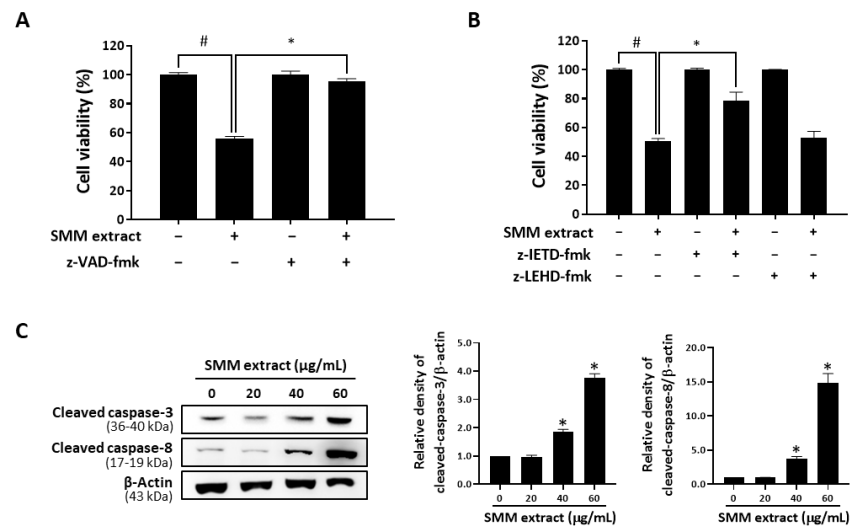 A
#
*
Cell viability (%)
120
100
80
60
40
20
0
SMM extract – + – +
z-VAD-fmk – – + +
B
#
*
Cell viability (%)
120
100
80
60
40
20
0
SMM extract – + – + – +
z-IETD-fmk – – + + – –
z-LEHD-fmk – – – – + +
C
SMM extract (μg/mL)
0 20 40 60
Cleaved caspase-3
(36-40 kDa)
Cleaved caspase-8
(17-19 kDa)
β-Actin
(43 kDa)
Relative density of
cleaved-caspase-3/β-actin
5.0
4.0
3.0
2.0
1.0
0
*
*
0 20 40 60
SMM extract (μg/mL)
Relative density of
cleaved-caspase-8/β-actin
20.0
15.0
10.0
5.0
0
*
*
0 20 40 60
SMM extract (μg/mL)